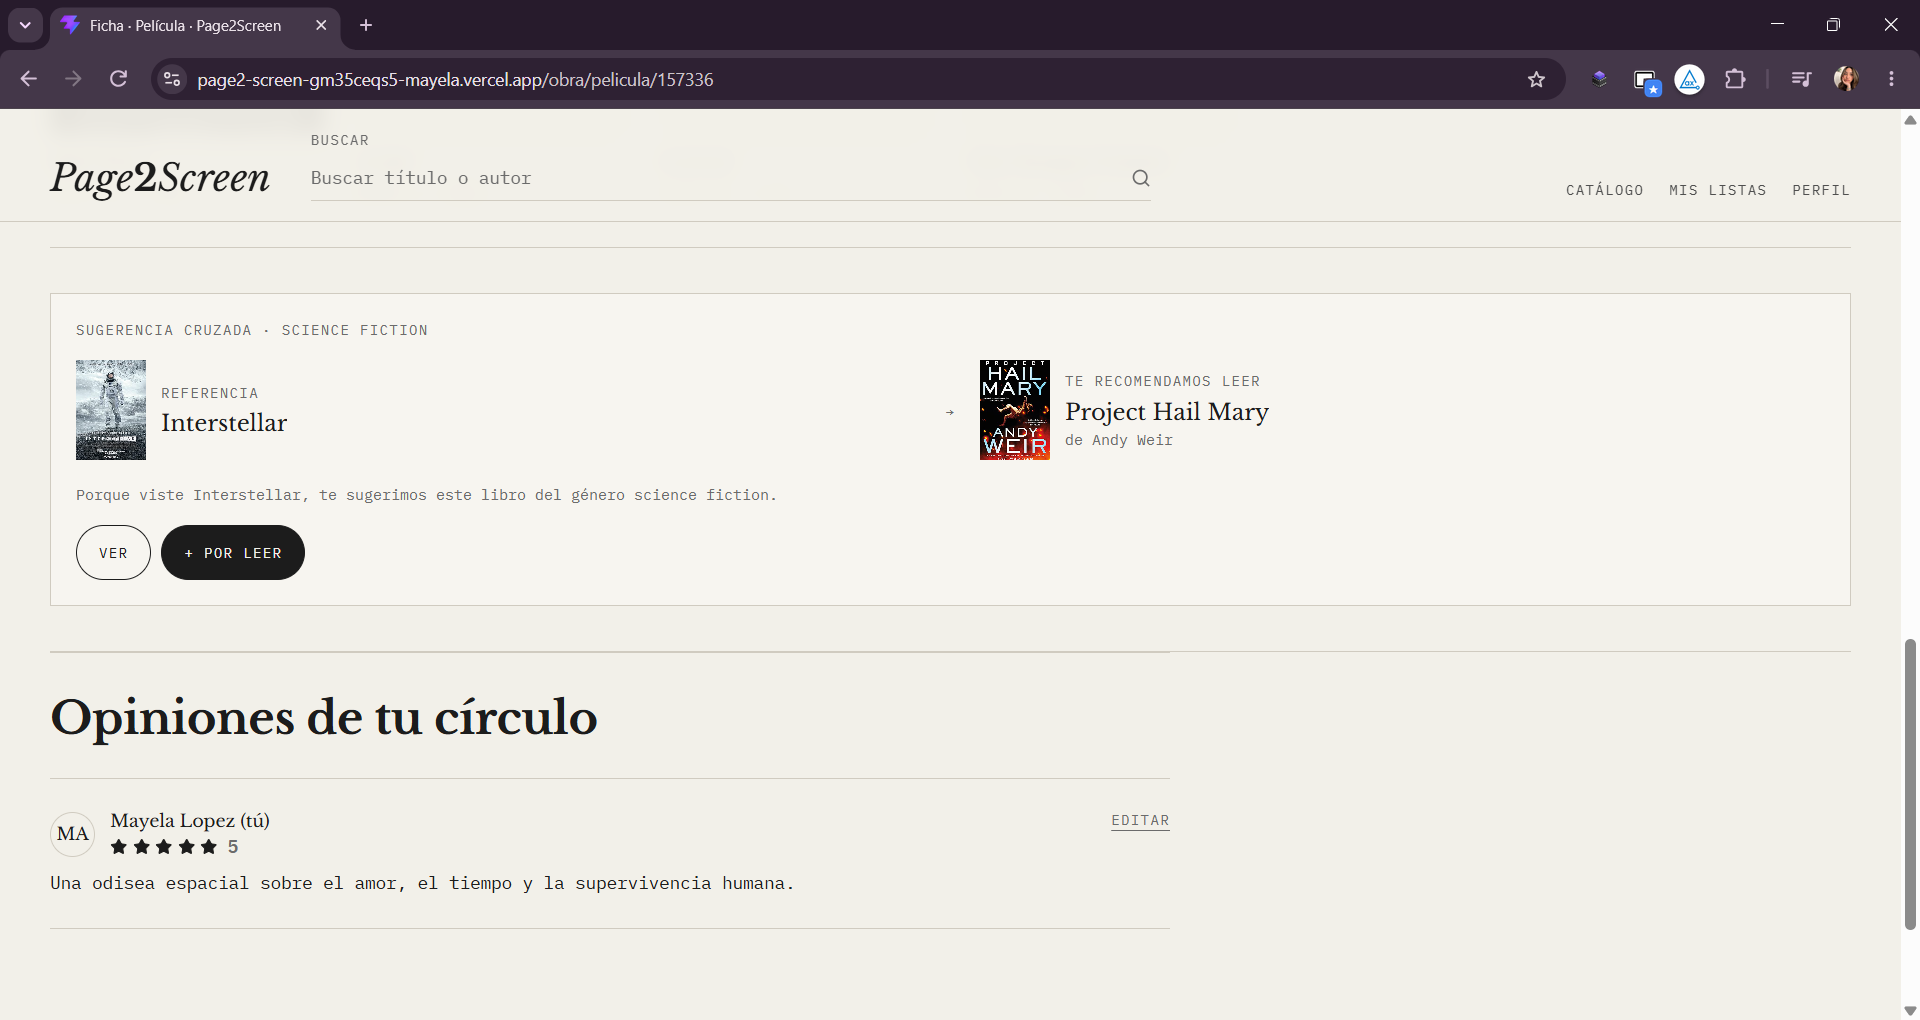 Ficha · Película · Page2Screen
page2-screen-gm35ceqs5-mayela.vercel.app/obra/pelicula/157336
Page2Screen
BUSCAR
Buscar título o autor
CATÁLOGO MIS LISTAS PERFIL
SUGERENCIA CRUZADA · SCIENCE FICTION
REFERENCIA
Interstellar
→
PROJECT
HAIL
MARY
ANDY
WEIR
TE RECOMENDAMOS LEER
Project Hail Mary
de Andy Weir
Porque viste Interstellar, te sugerimos este libro del género science fiction.
VER
+ POR LEER
Opiniones de tu círculo
MA
Mayela Lopez (tú)
5
EDITAR
Una odisea espacial sobre el amor, el tiempo y la supervivencia humana.